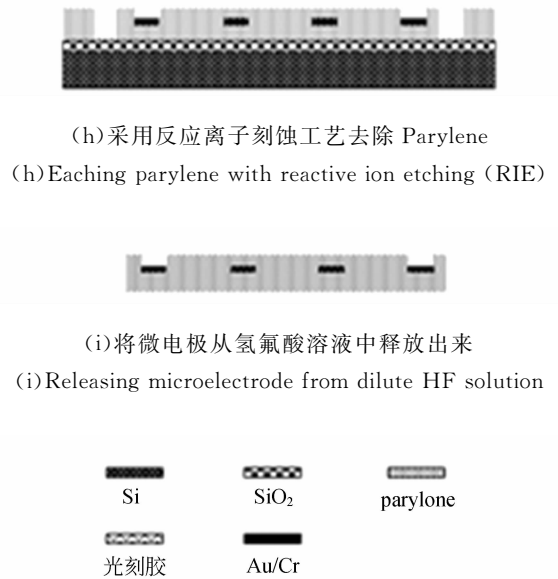 (h)采用反应离子刻蚀工艺去除 Parylene
(h)Eaching parylene with reactive ion etching (RIE)
(i)将微电极从氢氟酸溶液中释放出来
(i)Releasing microelectrode from dilute HF solution
Si SiO₂ parylone
光刻胶 Au/Cr